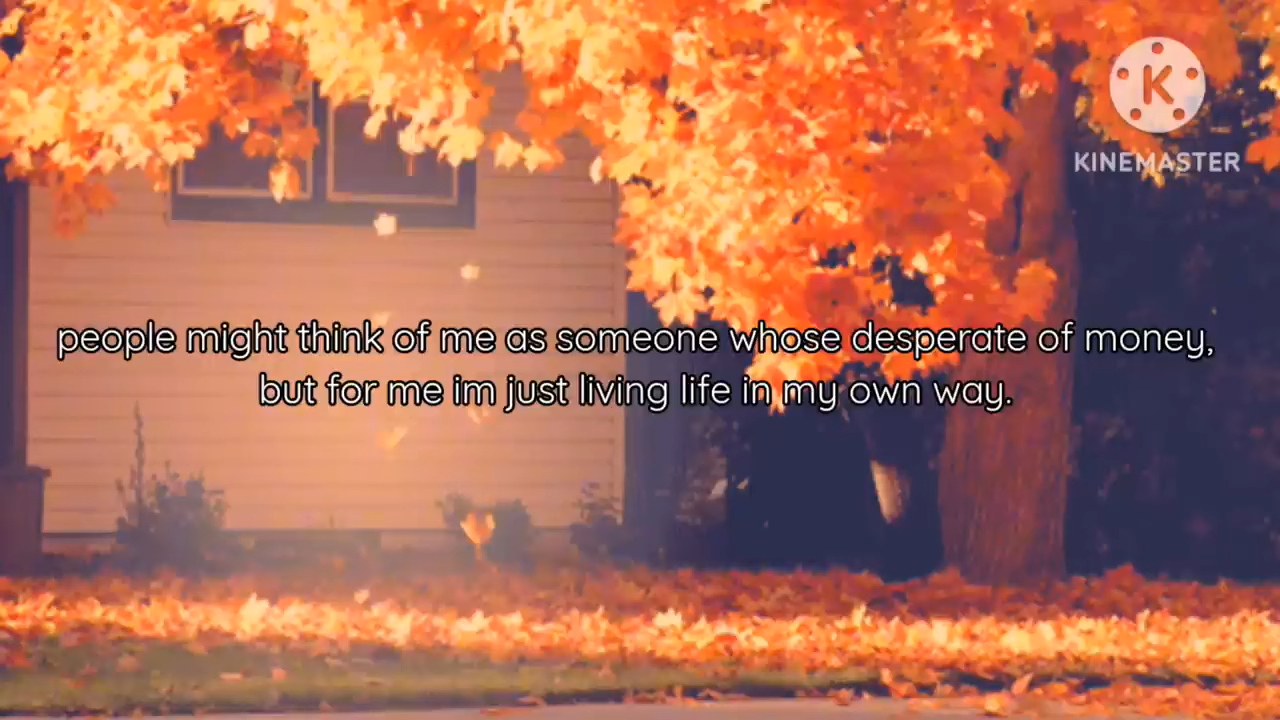 K
KINEMASTER
people might think of me as someone whose desperate of money,
but for me im just living life in my own way.